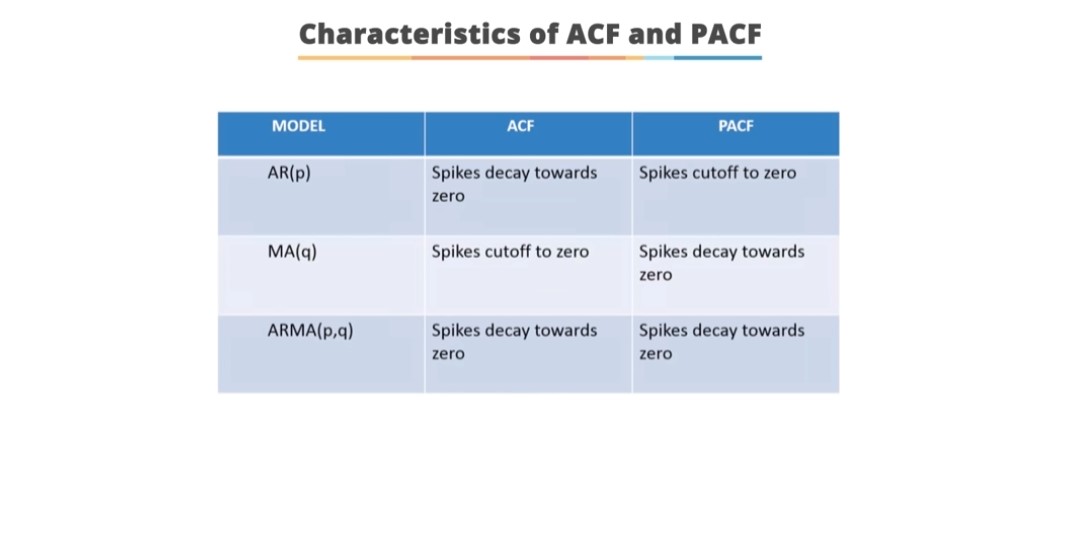 Characteristics of ACF and PACF
MODEL ACF PACF
AR(p) Spikes decay towards Spikes cutoff to zero
zero
MA(q) Spikes cutoff to zero Spikes decay towards
zero
ARMA(p,q) Spikes decay towards Spikes decay towards
zero zero